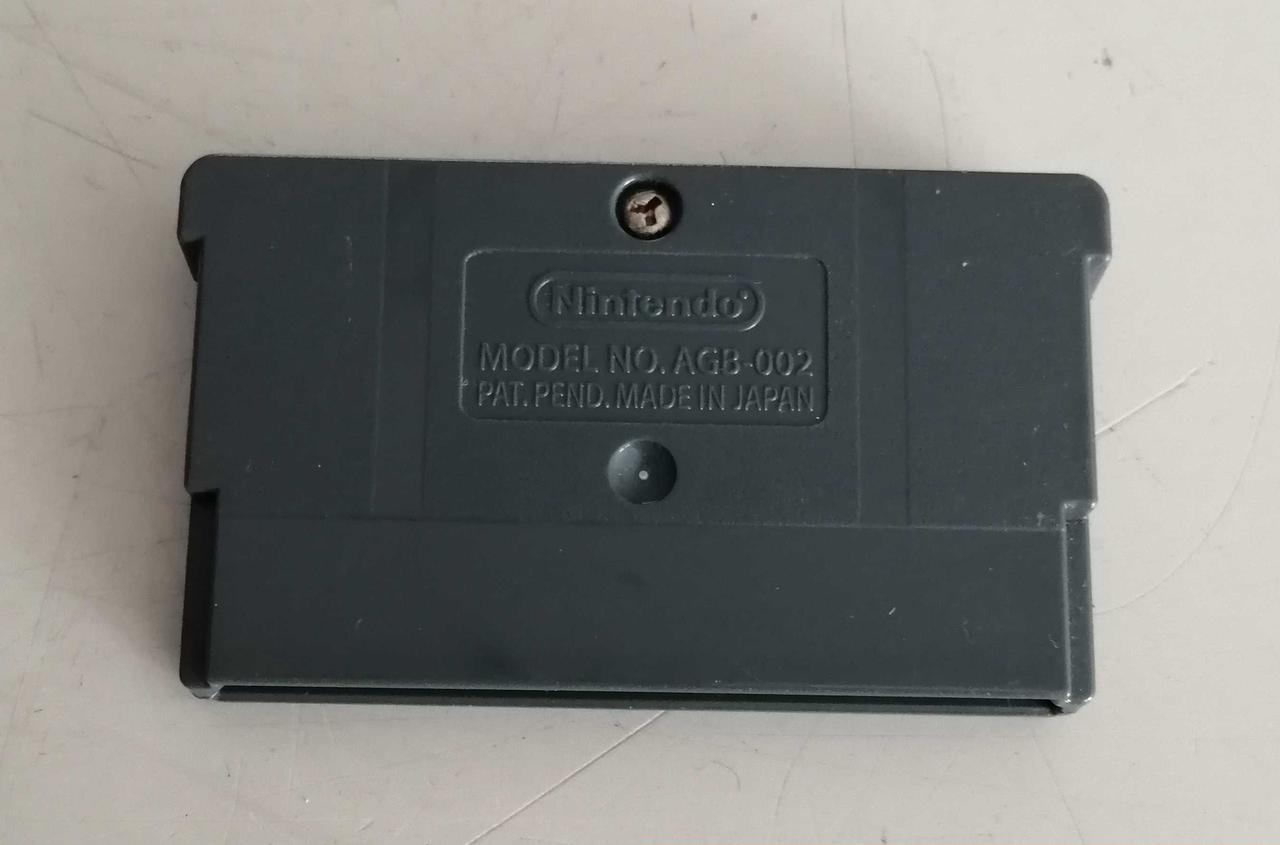 Nintendo®
MODEL NO. AGB-002
PAT. PEND. MADE IN JAPAN